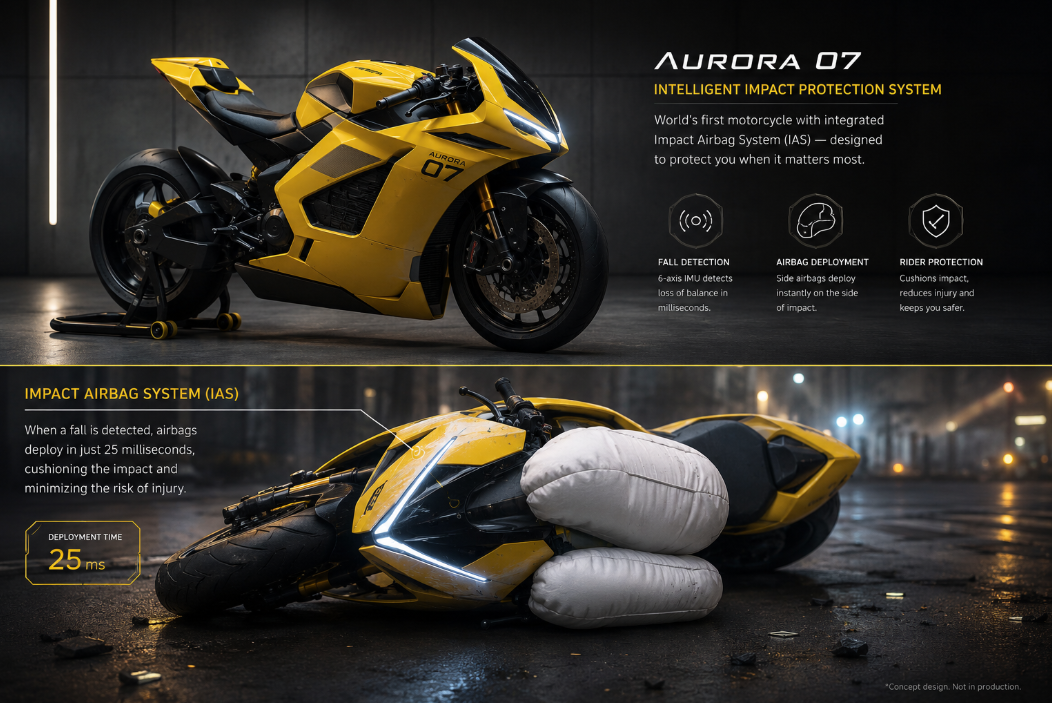 AURORA 07
INTELLIGENT IMPACT PROTECTION SYSTEM
World's first motorcycle with integrated
Impact Airbag System (IAS) — designed
to protect you when it matters most.
AURORA
07
FALL DETECTION
6-axis IMU detects
loss of balance in
milliseconds.
AIRBAG DEPLOYMENT
Side airbags deploy
instantly on the side
of impact.
RIDER PROTECTION
Cushions impact,
reduces injury and
keeps you safer.
IMPACT AIRBAG SYSTEM (IAS)
When a fall is detected, airbags
deploy in just 25 milliseconds,
cushioning the impact and
minimizing the risk of injury.
DEPLOYMENT TIME
25 ms
*Concept design. Not in production.